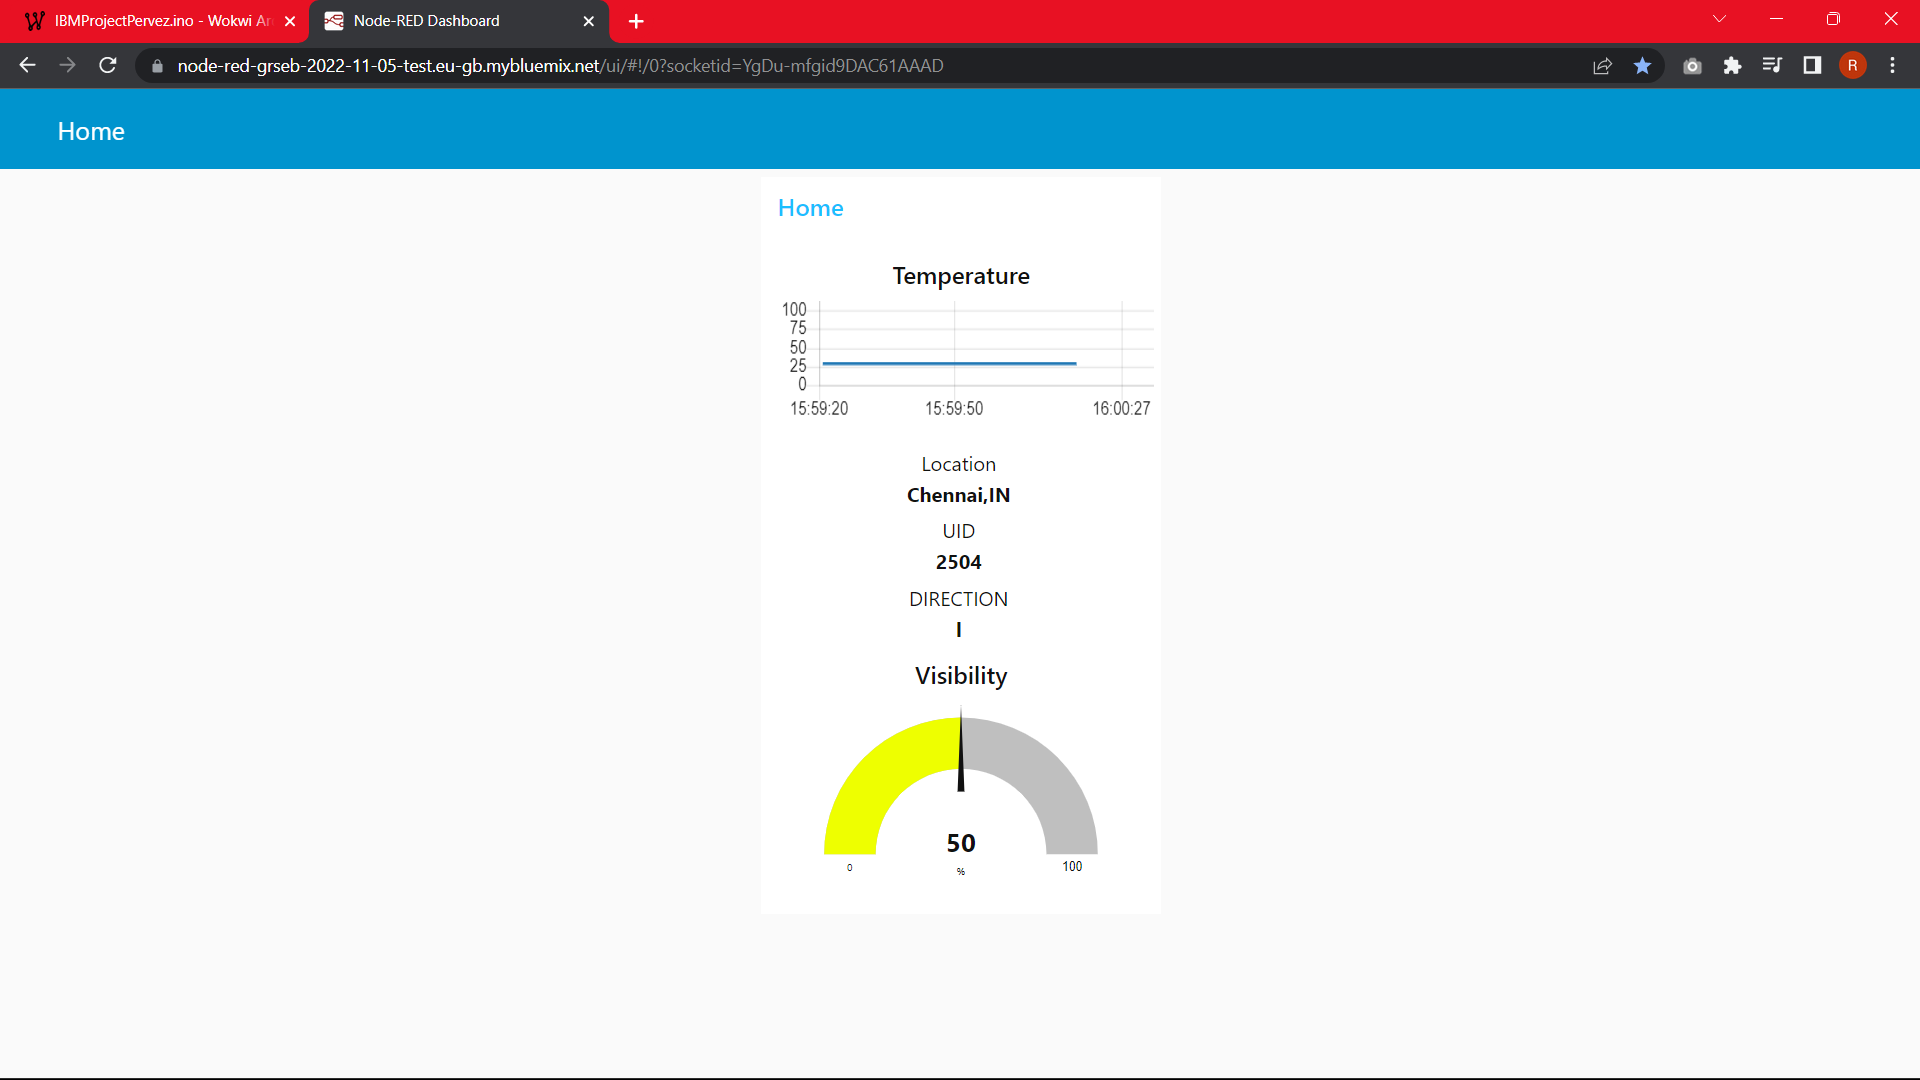 IBMProjectPervez.ino - Wokwi Ar
Node-RED Dashboard
node-red-grseb-2022-11-05-test.eu-gb.mybluemix.net/ui/#!/0?socketid=YgDu-mfgid9DAC61AAAD
R
Home
Home
Temperature
100
75
50
25
0
15:59:20 15:59:50 16:00:27
Location
Chennai,IN
UID
2504
DIRECTION
I
Visibility
50
0 % 100